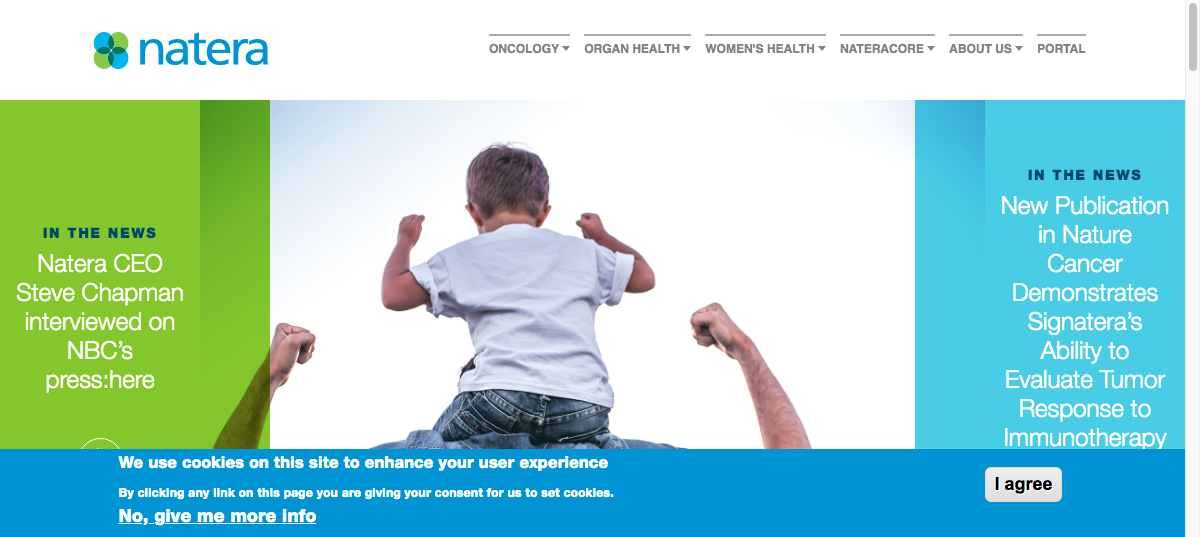 natera
ONCOLOGY
ORGAN HEALTH
WOMEN'S HEALTH
NATERACORE
ABOUT US
PORTAL
IN THE NEWS
Natera CEO
Steve Chapman
interviewed on
NBC's
press:here
IN THE NEWS
New Publication
in Nature
Cancer
Demonstrates
Signatera's
Ability to
Evaluate Tumor
Response to
Immunotherapy
We use cookies on this site to enhance your user experience
By clicking any link on this page you are giving your consent for us to set cookies.
No, give me more info
I agree